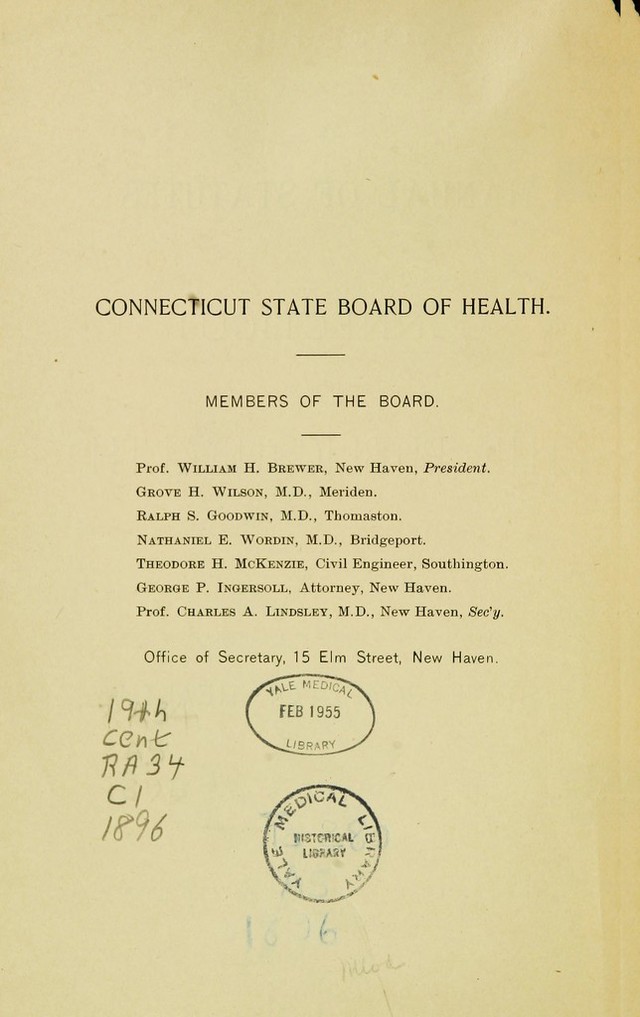 CONNECTICUT STATE BOARD OF HEALTH.
MEMBERS OF THE BOARD.
Prof. WILLIAM H. BREWER, New Haven, President.
GROVE H. WILSON, M.D., Meriden.
RALPH S. GOODWIN, M.D., Thomaston.
NATHANIEL E. WORDIN, M.D., Bridgeport.
THEODORE H. MCKENZIE, Civil Engineer, Southington.
GEORGE P. INGERSOLL, Attorney, New Haven.
Prof. CHARLES A. LINDSLEY, M.D., New Haven, Sec'y.
Office of Secretary, 15 Elm Street, New Haven.
YALE MEDICAL
FEB 1955
LIBRARY
19th
cent
RA34
C1
1896
YALE MEDICAL LIBRARY
HISTORICAL
LIBRARY